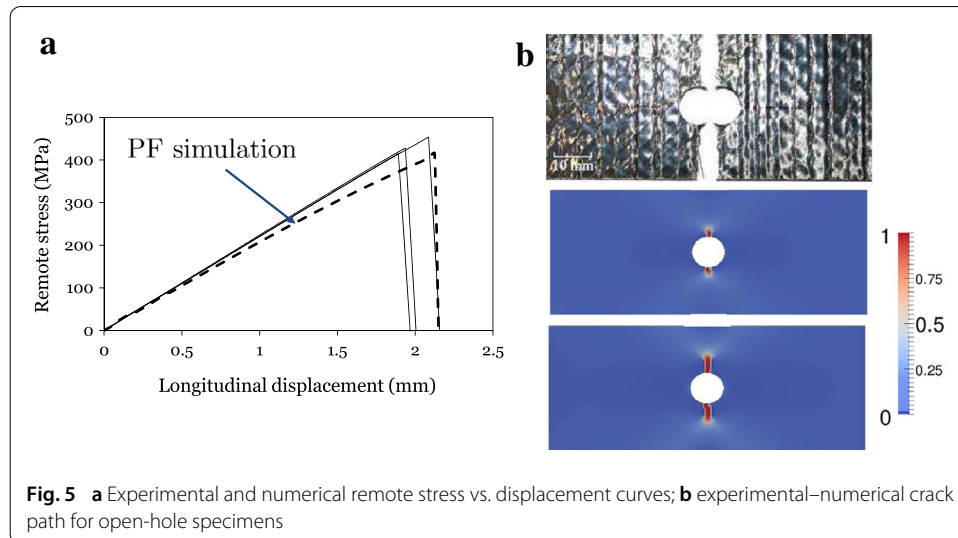 a
b
500
400
300
200
100
0
Remote stress (MPa)
PF simulation
0
0.5
1
1.5
2
2.5
Longitudinal displacement (mm)
10 mm
1
0.75
0.5
0.25
0
Fig. 5 a Experimental and numerical remote stress vs. displacement curves; b experimental–numerical crack
path for open-hole specimens